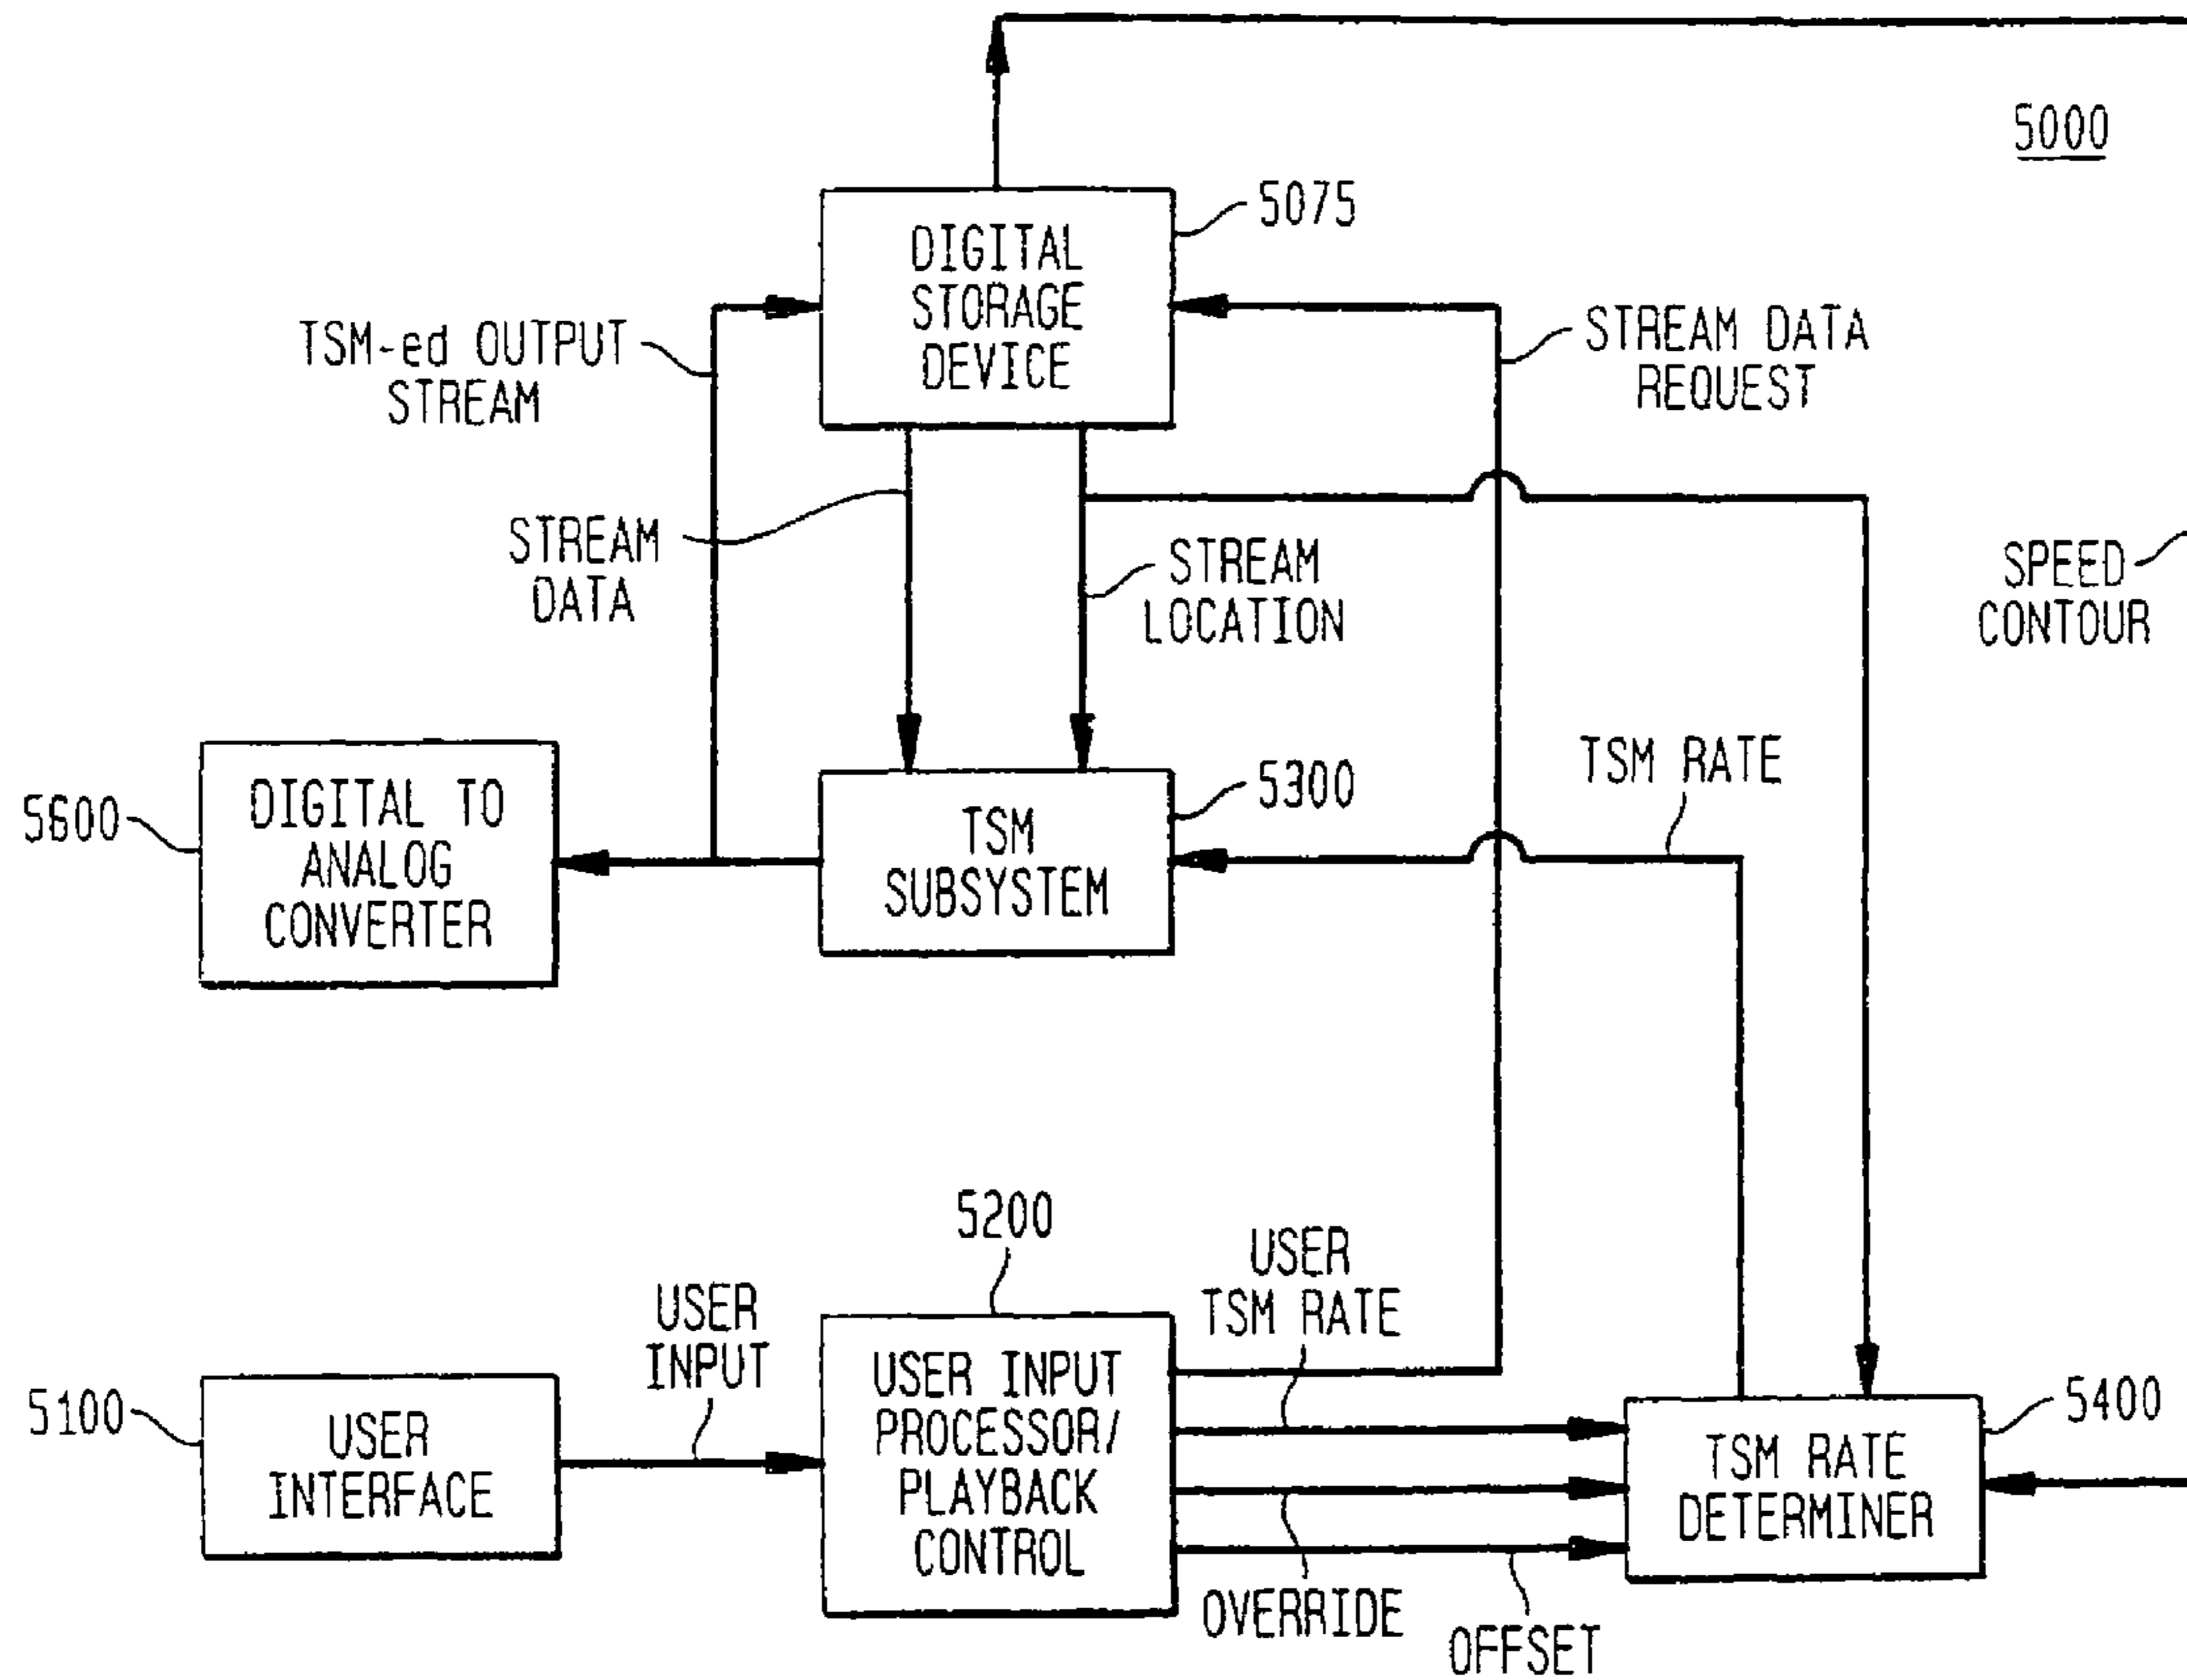 5000
5075
DIGITAL
STORAGE
DEVICE
TSM-ed OUTPUT
STREAM
STREAM DATA
REQUEST
STREAM
DATA
STREAM
LOCATION
SPEED
CONTOUR
TSM RATE
5600
DIGITAL TO
ANALOG
CONVERTER
5300
TSM
SUBSYSTEM
5200
USER
TSM RATE
USER
INPUT
5100
USER
INTERFACE
USER INPUT
PROCESSOR/
PLAYBACK
CONTROL
5400
TSM RATE
DETERMINER
OVERRIDE
OFFSET